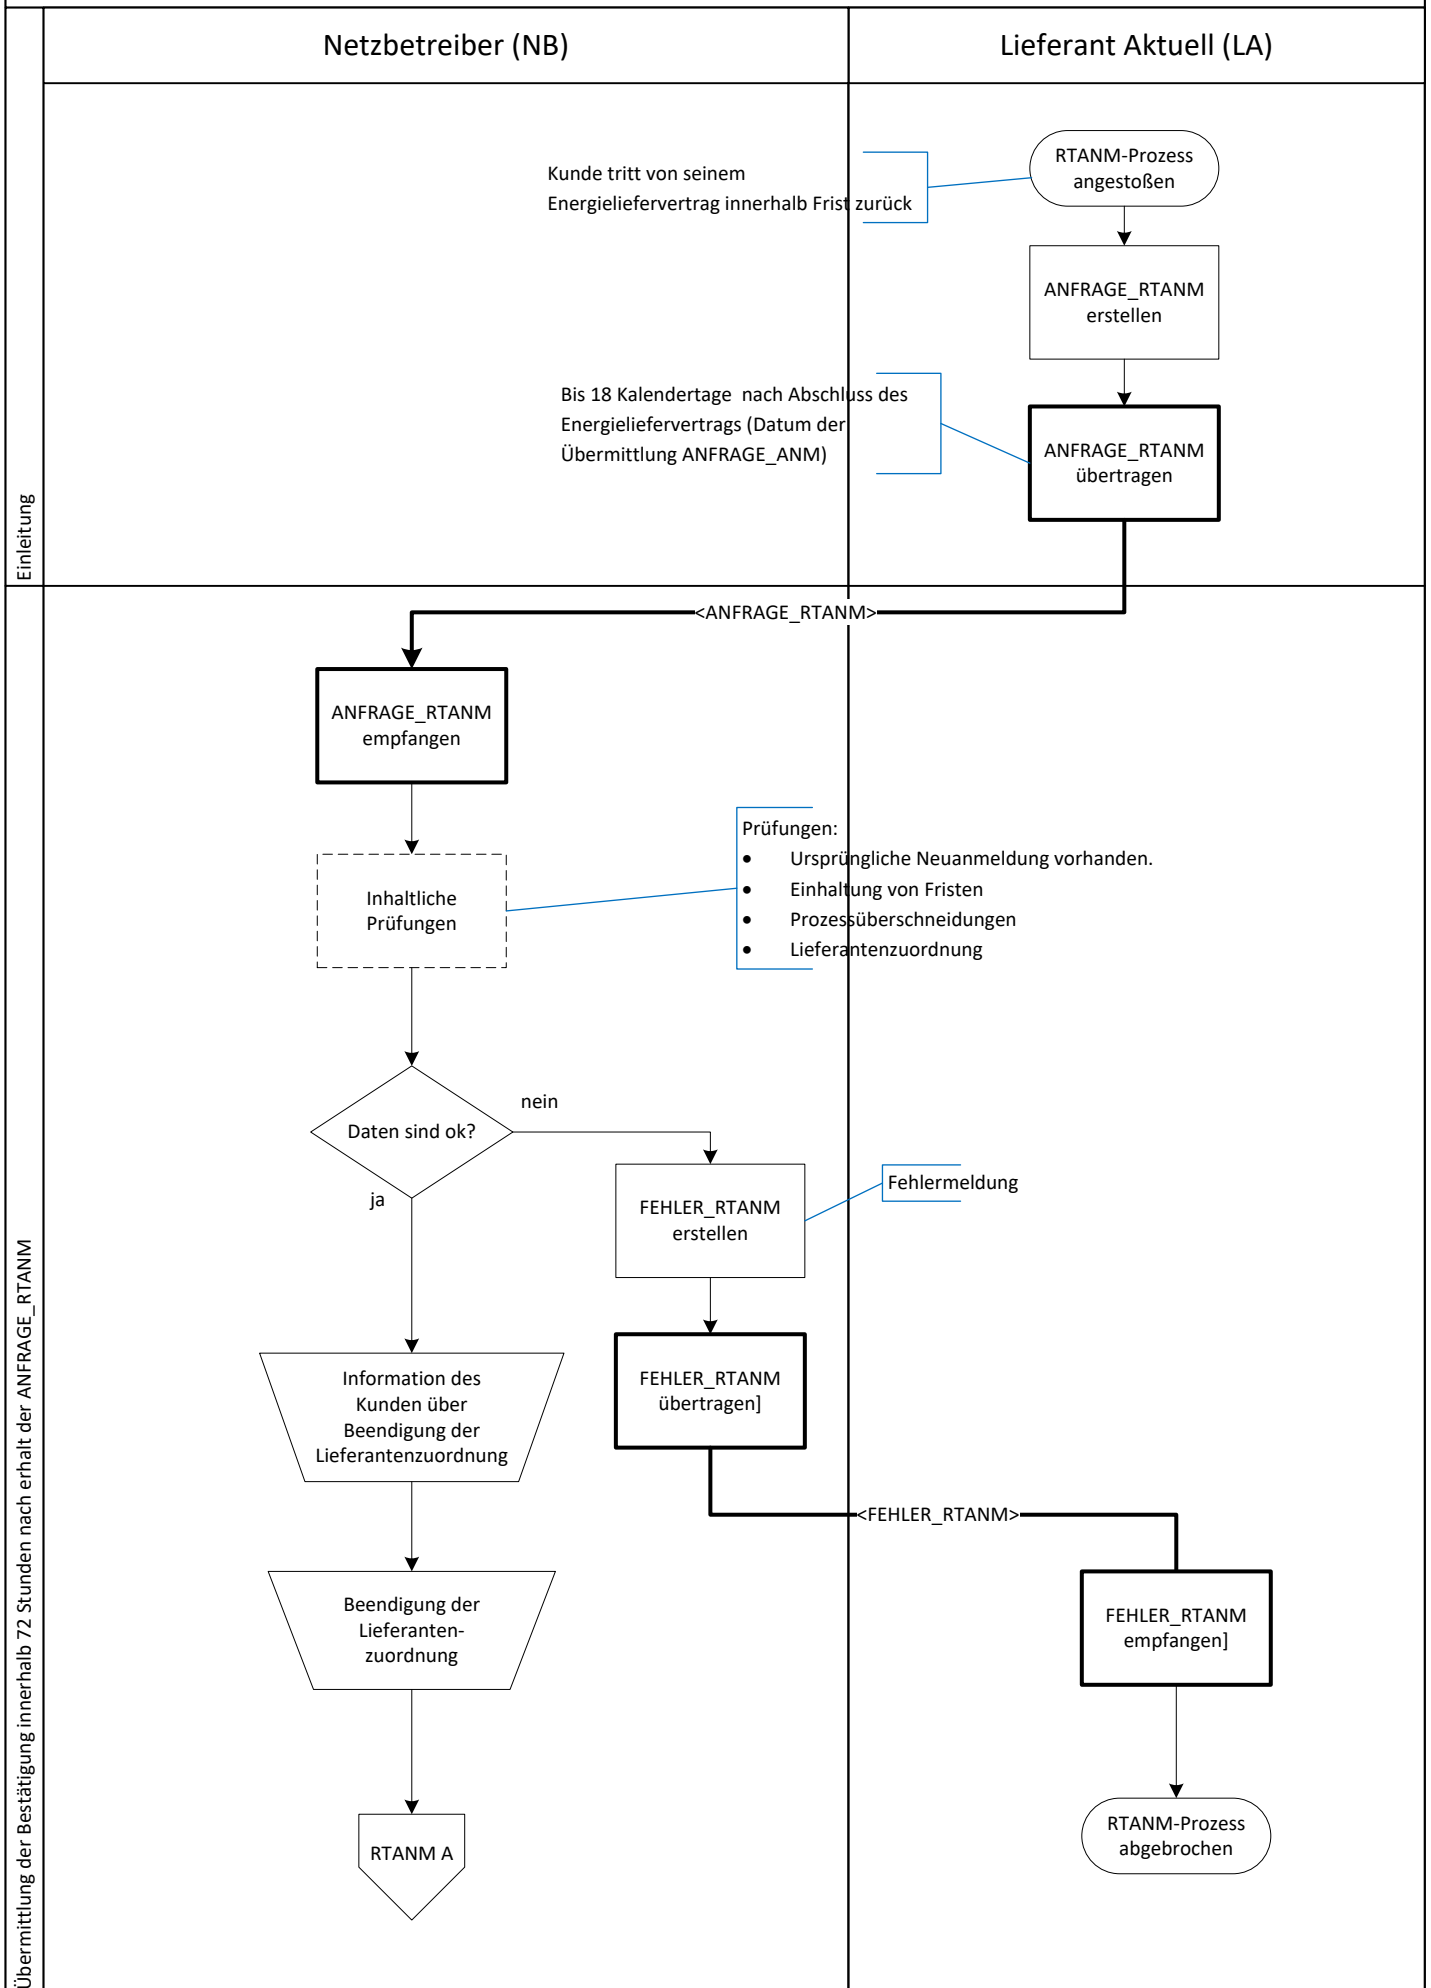 Netzbetreiber (NB)
Lieferant Aktuell (LA)
Einleitung
Kunde tritt von seinem
Energieliefervertrag innerhalb Frist zurück
RTANM-Prozess
angestoßen
ANFRAGE_RTANM
erstellen
Bis 18 Kalendertage  nach Abschluss des
Energieliefervertrags (Datum der
Übermittlung ANFRAGE_ANM)
ANFRAGE_RTANM
übertragen
Übermittlung der Bestätigung innerhalb 72 Stunden nach erhalt der ANFRAGE_RTANM
<ANFRAGE_RTANM>
ANFRAGE_RTANM
empfangen
Inhaltliche
Prüfungen
Prüfungen:
• Ursprüngliche Neuanmeldung vorhanden.
• Einhaltung von Fristen
• Prozessüberschneidungen
• Lieferantenzuordnung
Daten sind ok?
nein
ja
FEHLER_RTANM
erstellen
Fehlermeldung
FEHLER_RTANM
übertragen]
Information des
Kunden über
Beendigung der
Lieferantenzuordnung
<FEHLER_RTANM>
Beendigung der
Lieferanten-
zuordnung
FEHLER_RTANM
empfangen]
RTANM A
RTANM-Prozess
abgebrochen